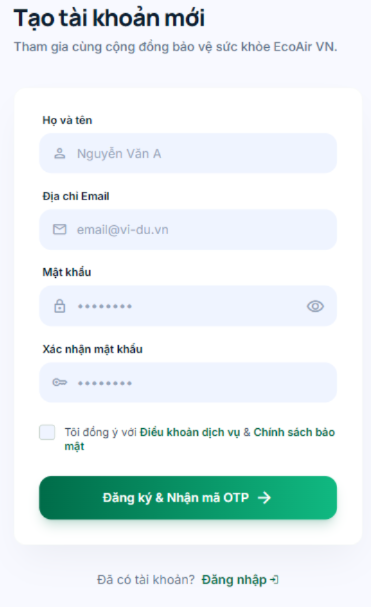 Tạo tài khoản mới
Tham gia cùng cộng đồng bảo vệ sức khỏe EcoAir VN.
Họ và tên
Nguyễn Văn A
Địa chỉ Email
email@vi-du.vn
Mật khẩu
••••••••
Xác nhận mật khẩu
••••••••
Tôi đồng ý với Điều khoản dịch vụ & Chính sách bảo
mật
Đăng ký & Nhận mã OTP →
Đã có tài khoản? Đăng nhập